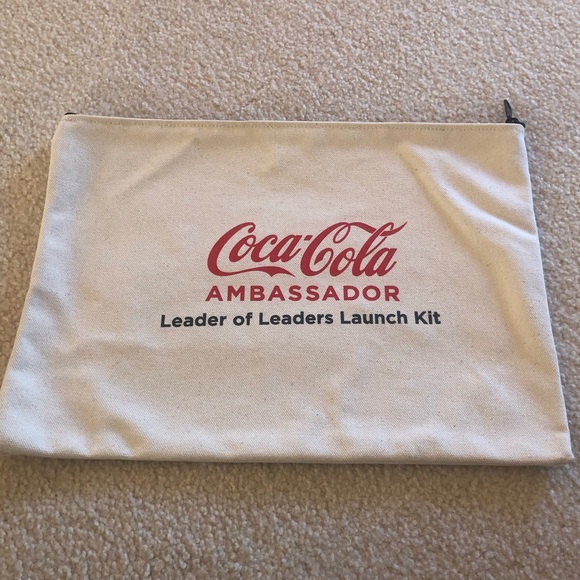 Coca-Cola
AMBASSADOR
Leader of Leaders Launch Kit